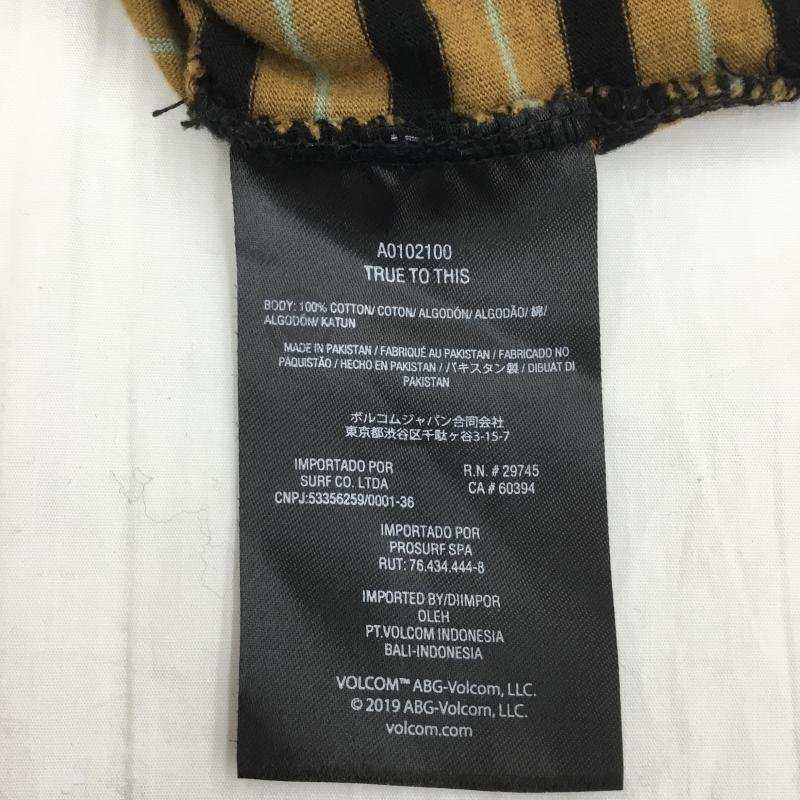 A0102100
TRUE TO THIS
BODY: 100% COTTON/ COTON/ ALGODÓN/ ALGODÃO/ 綿/
ALGODÓN/ KATUN
MADE IN PAKISTAN / FABRIQUÉ AU PAKISTAN / FABRICADO NO
PAQUISTÃO / HECHO EN PAKISTAN / パキスタン製 / DIBUAT DI
PAKISTAN
ボルコムジャパン合同会社
東京都渋谷区千駄ヶ谷3-15-7
IMPORTADO POR
SURF CO. LTDA
CNPJ:53356259/0001-36
R.N. # 29745
CA # 60394
IMPORTADO POR
PROSURF SPA
RUT: 76.434.444-8
IMPORTED BY/DIIMPOR
OLEH
PT.VOLCOM INDONESIA
BALI-INDONESIA
VOLCOM™ ABG-Volcom, LLC.
© 2019 ABG-Volcom, LLC.
volcom.com